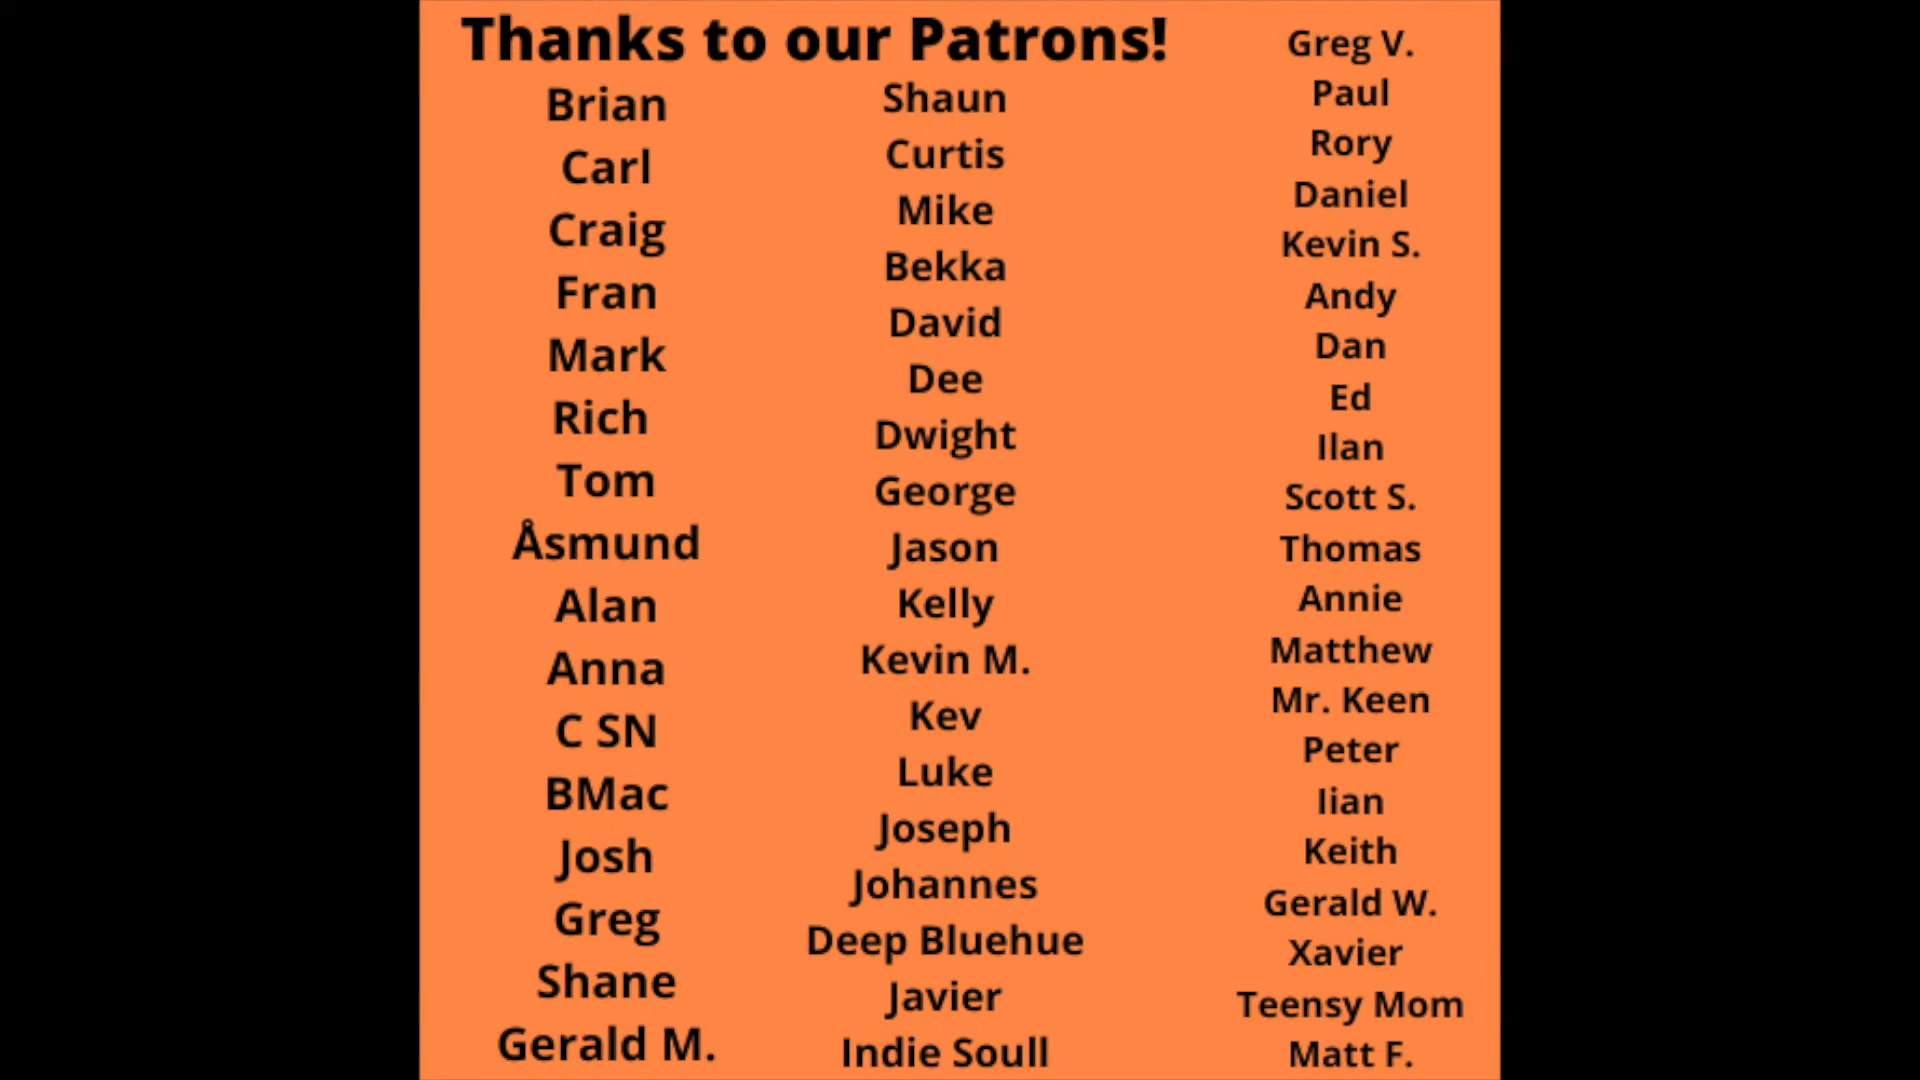 Thanks to our Patrons!
Brian
Carl
Craig
Fran
Mark
Rich
Tom
Åsmund
Alan
Anna
C SN
BMac
Josh
Greg
Shane
Gerald M.
Shaun
Curtis
Mike
Bekka
David
Dee
Dwight
George
Jason
Kelly
Kevin M.
Kev
Luke
Joseph
Johannes
Deep Bluehue
Javier
Indie Soull
Greg V.
Paul
Rory
Daniel
Kevin S.
Andy
Dan
Ed
Ilan
Scott S.
Thomas
Annie
Matthew
Mr. Keen
Peter
Iian
Keith
Gerald W.
Xavier
Teensy Mom
Matt F.